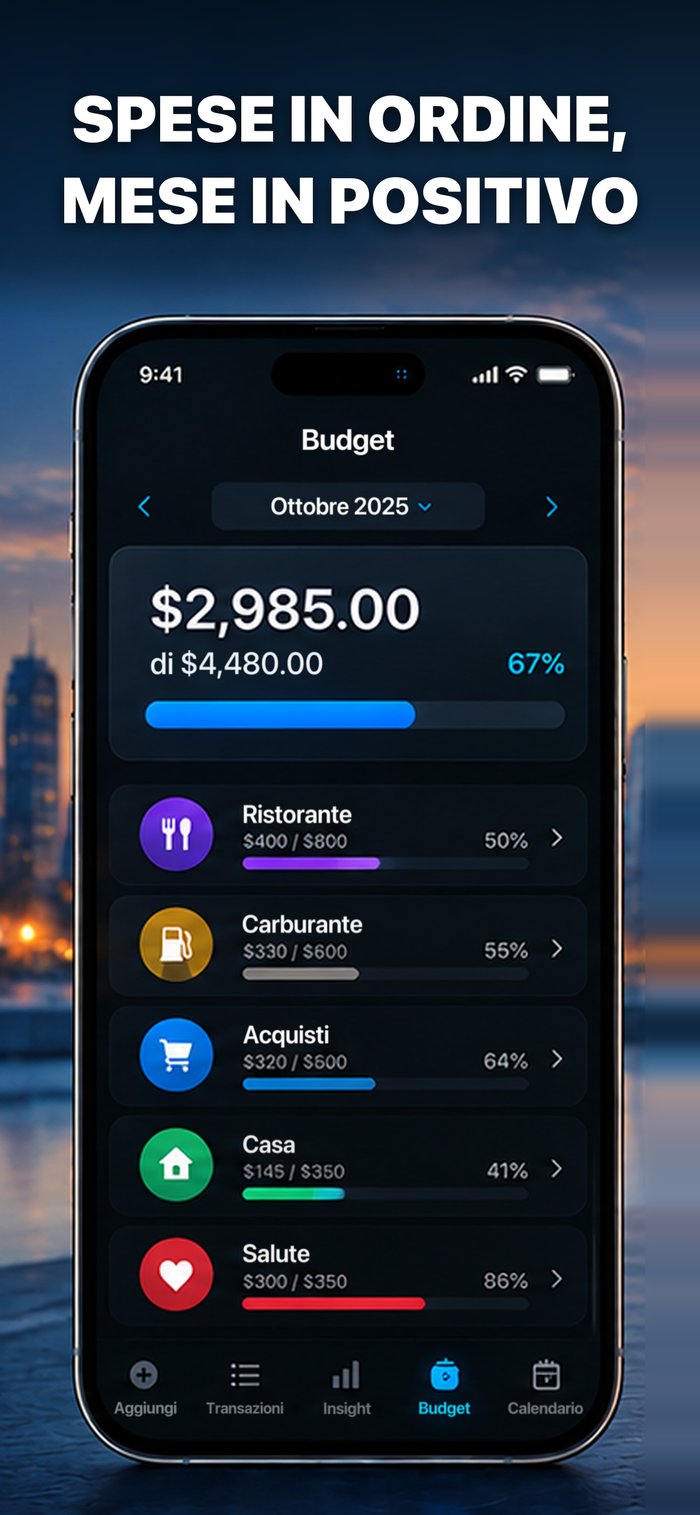 SPESE IN ORDINE,
MESE IN POSITIVO
9:41
Budget
Ottobre 2025
$2,985.00
di $4,480.00
67%
Ristorante
$400 / $800
50%
Carburante
$330 / $600
55%
Acquisti
$320 / $600
64%
Casa
$145 / $350
41%
Salute
$300 / $350
86%
Aggiungi
Transazioni
Insight
Budget
Calendario